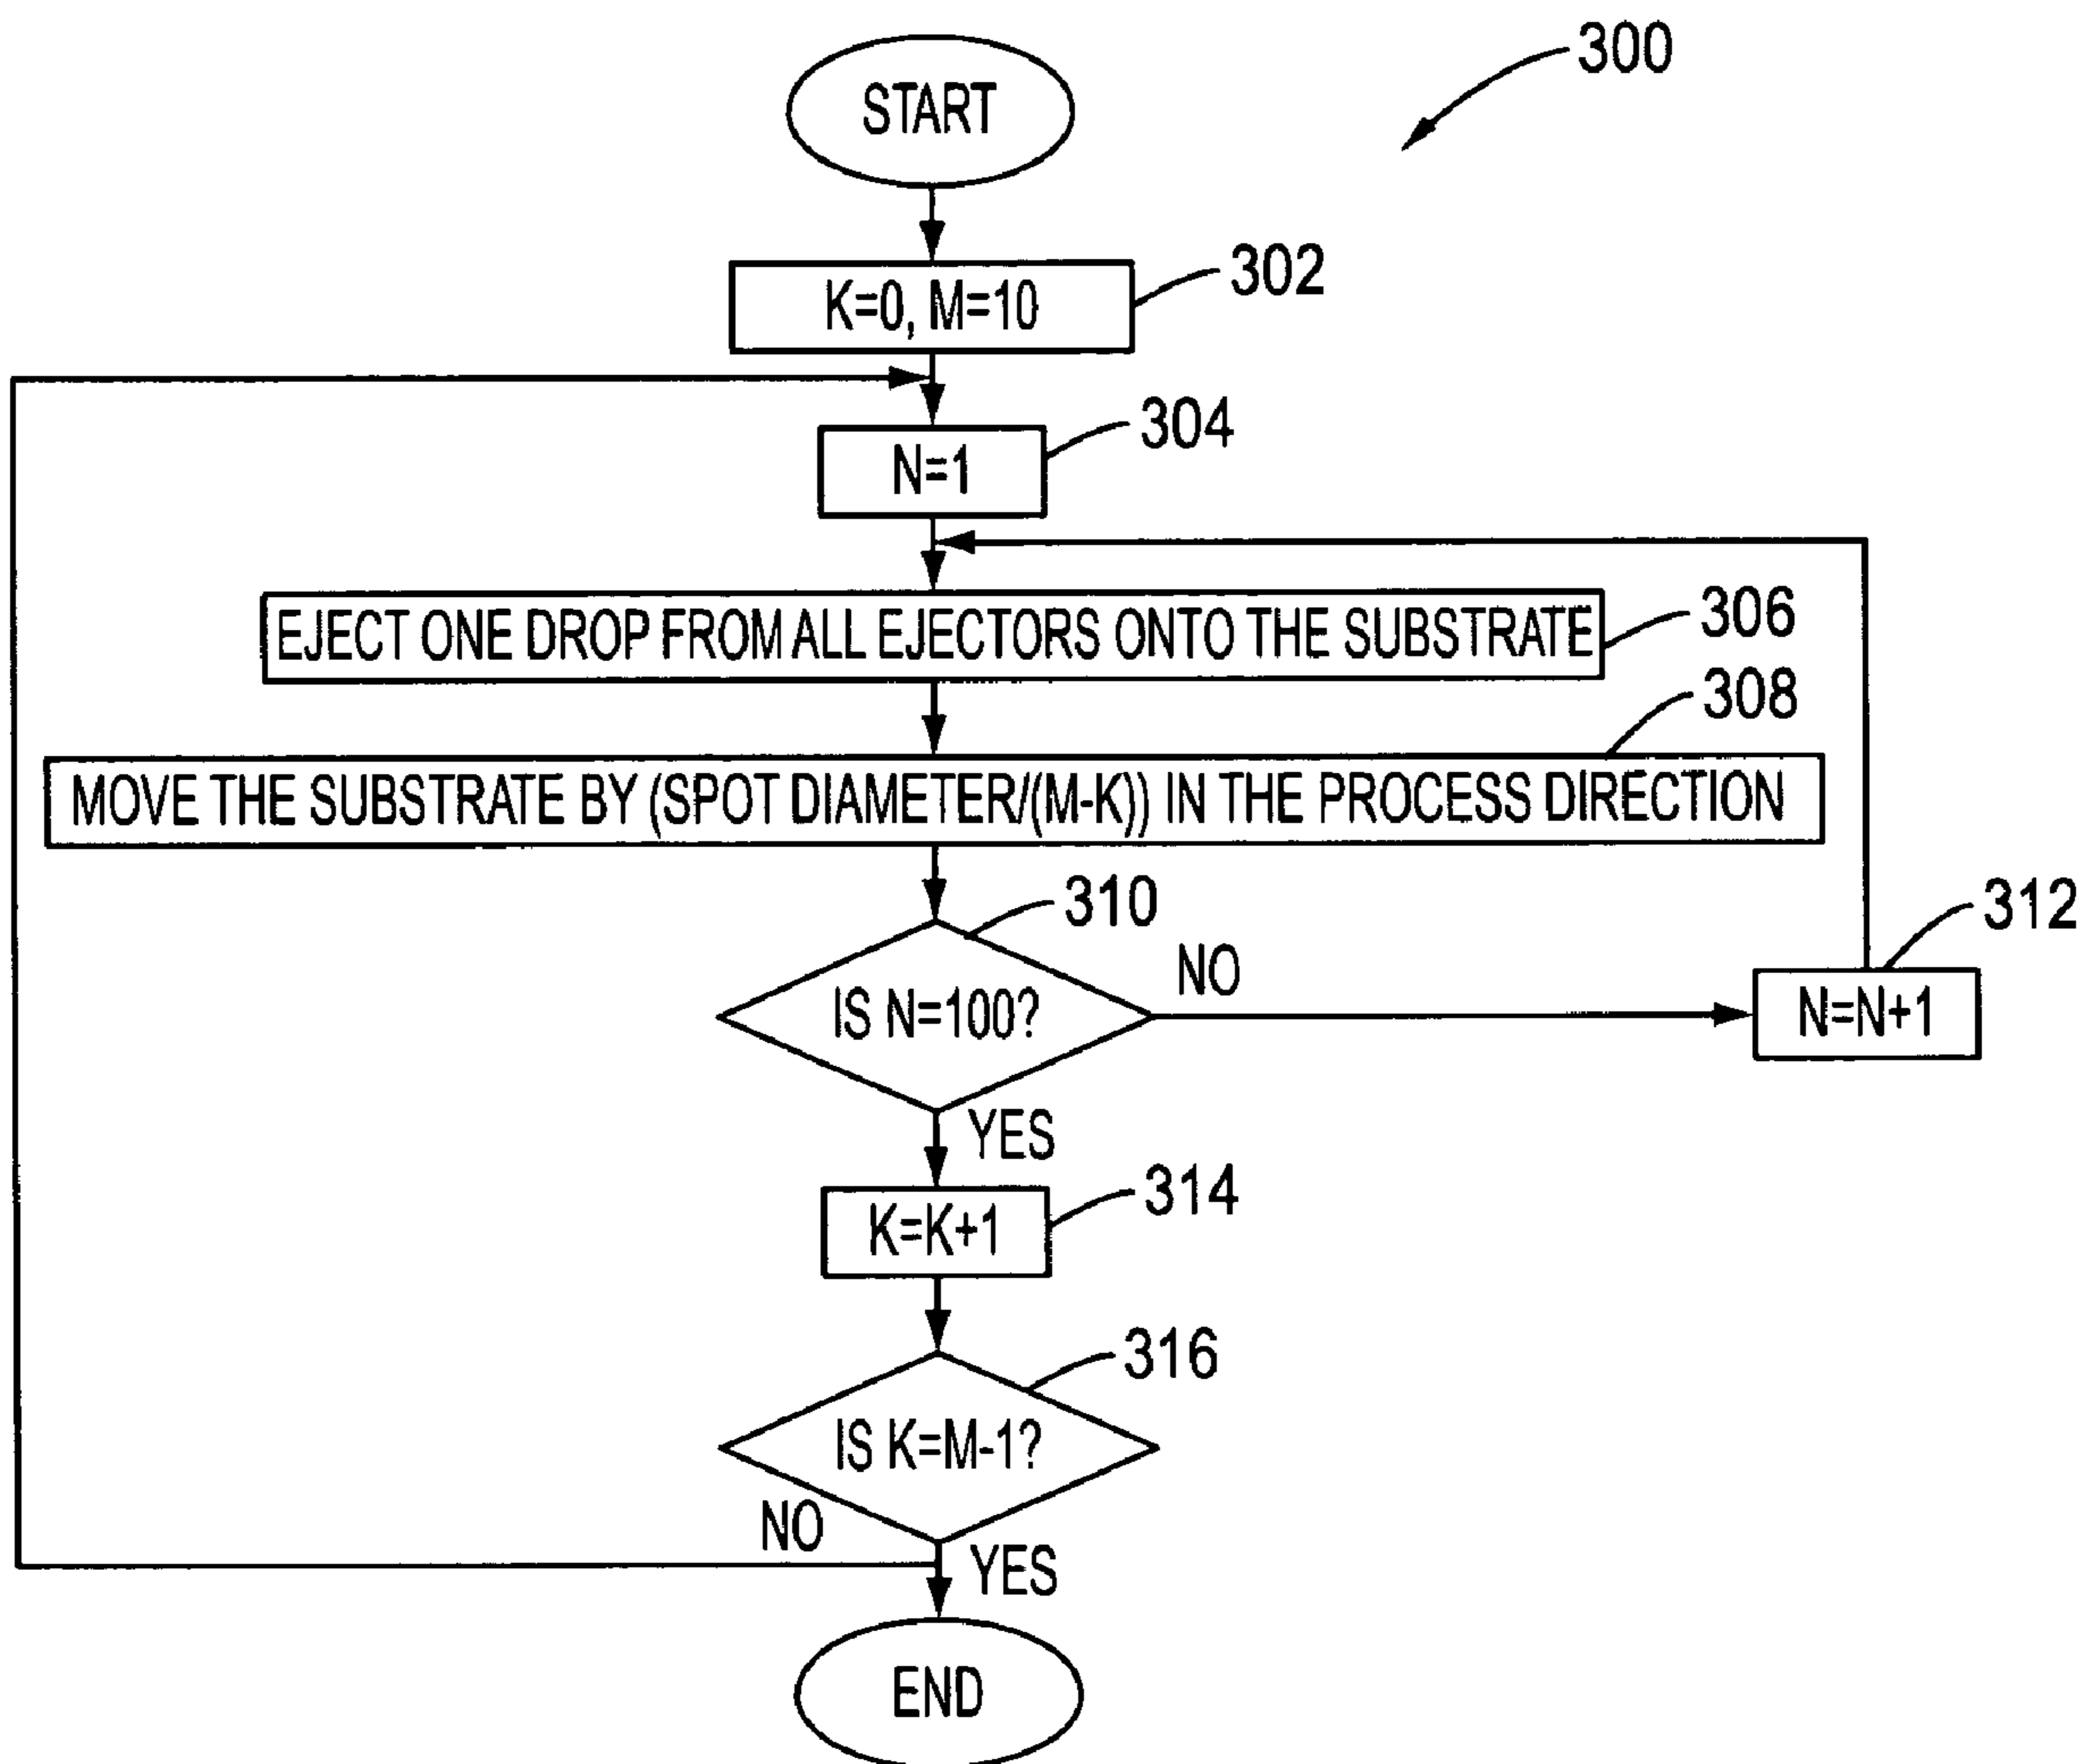 300
START
302
K=0, M=10
304
N=1
306
EJECT ONE DROP FROM ALL EJECTORS ONTO THE SUBSTRATE
308
MOVE THE SUBSTRATE BY (SPOT DIAMETER/(M-K)) IN THE PROCESS DIRECTION
310
312
NO
IS N=100?
N=N+1
YES
314
K=K+1
316
IS K=M-1?
NO
YES
END